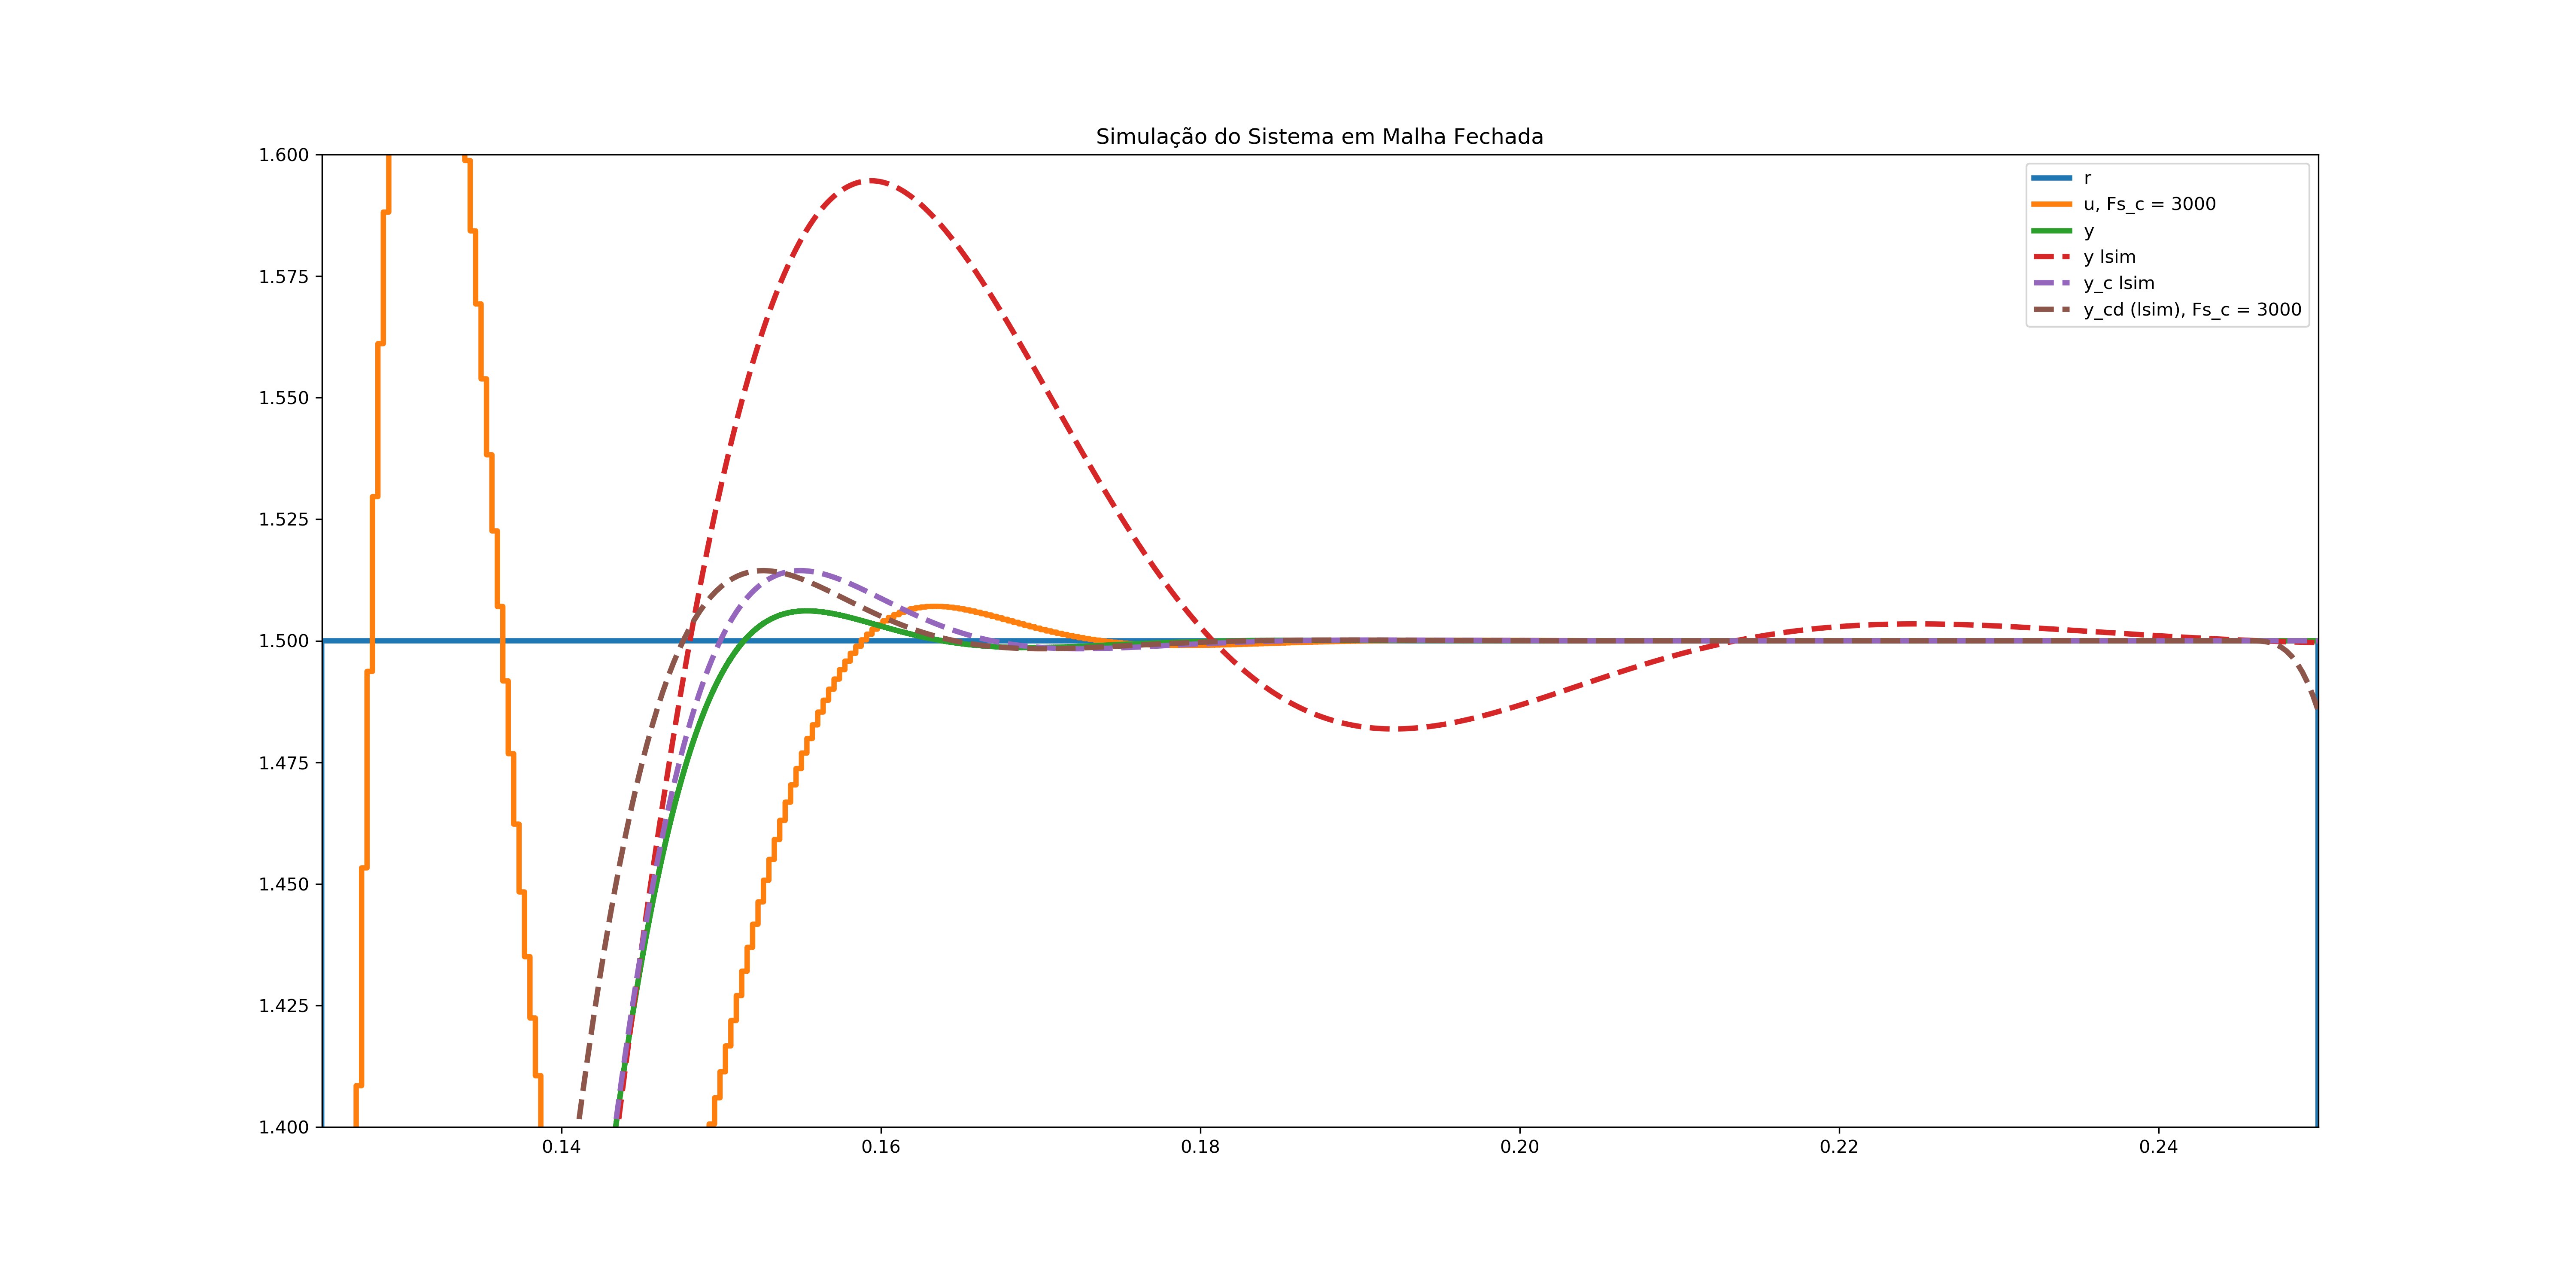 Simulação do Sistema em Malha Fechada
1.600
1.575
1.550
1.525
1.500
1.475
1.450
1.425
1.400
r
u, Fs_c = 3000
y
y lsim
y_c lsim
y_cd (lsim), Fs_c = 3000
0.14
0.16
0.18
0.20
0.22
0.24